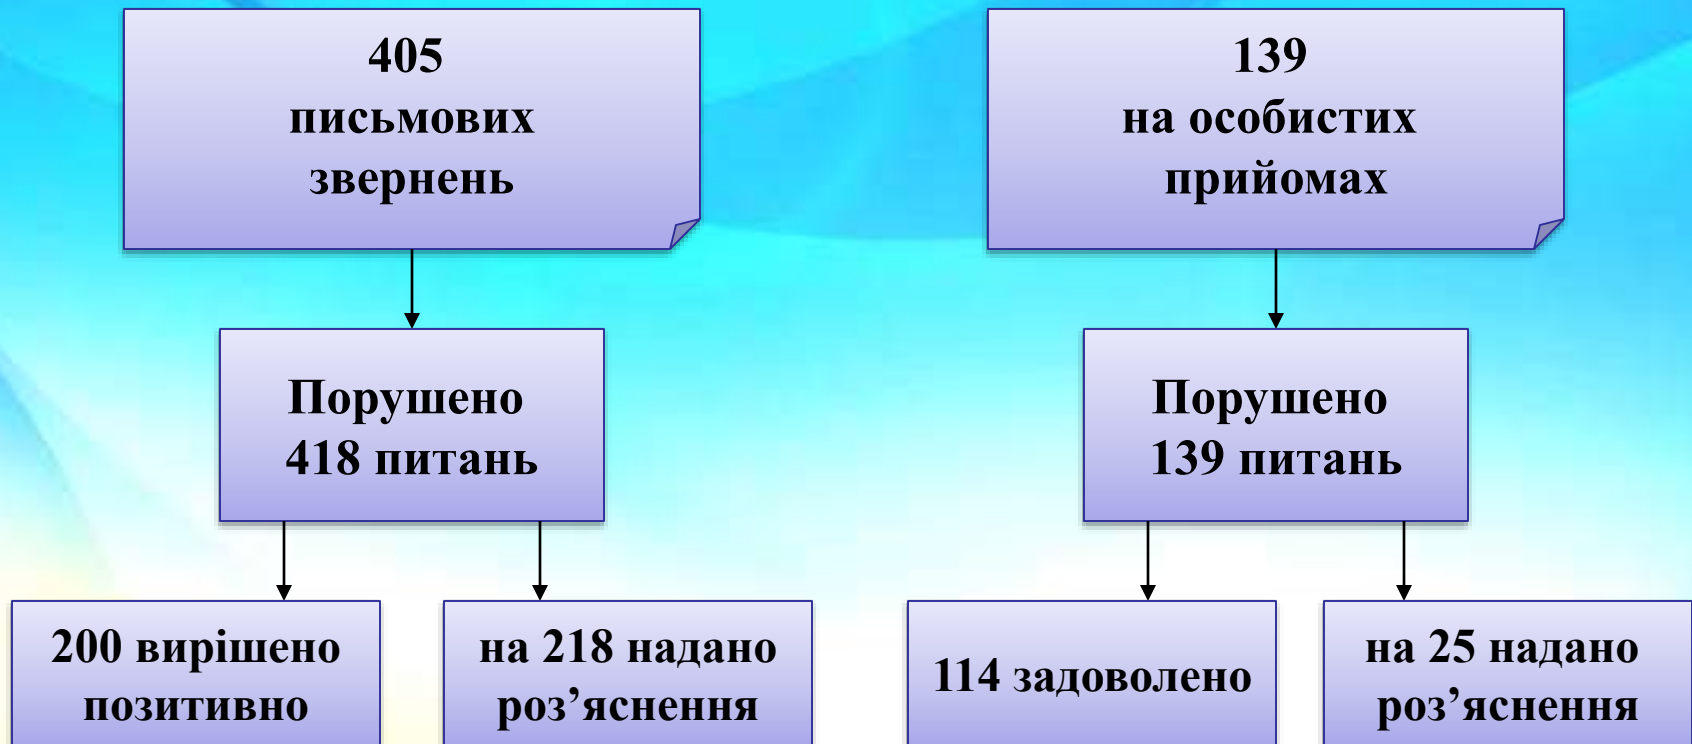 405
письмових
звернень
139
на особистих
прийомах
Порушено
418 питань
Порушено
139 питань
200 вирішено
позитивно
на 218 надано
роз’яснення
114 задоволено
на 25 надано
роз’яснення